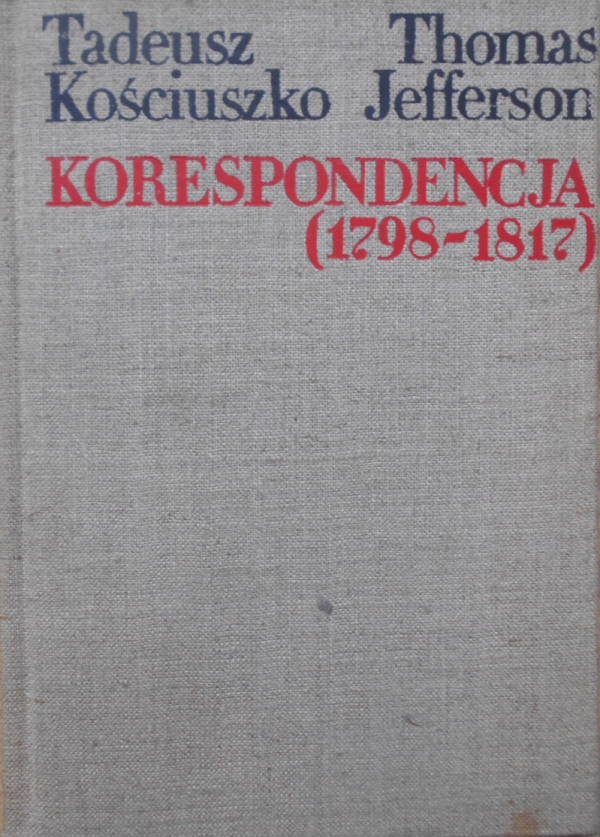 Tadeusz Thomas
Kościuszko Jefferson
KORESPONDENCJA
(1798-1817)